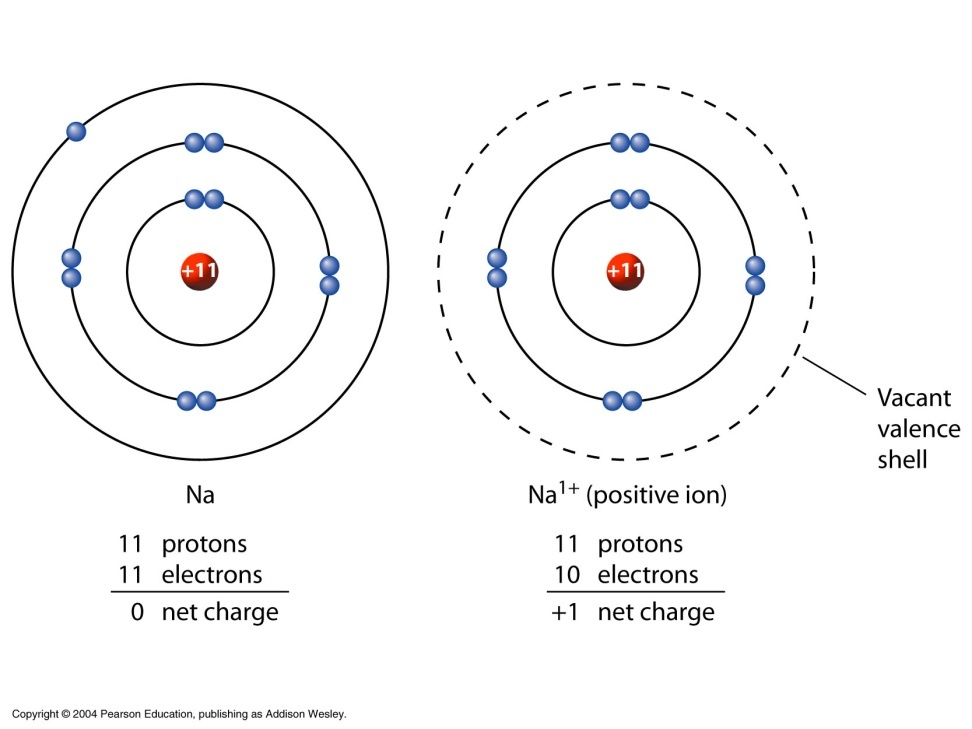 +11
+11
Vacant
valence
shell
Na
11 protons
11 electrons
0 net charge
Na¹⁺ (positive ion)
11 protons
10 electrons
+1 net charge
Copyright © 2004 Pearson Education, publishing as Addison Wesley.